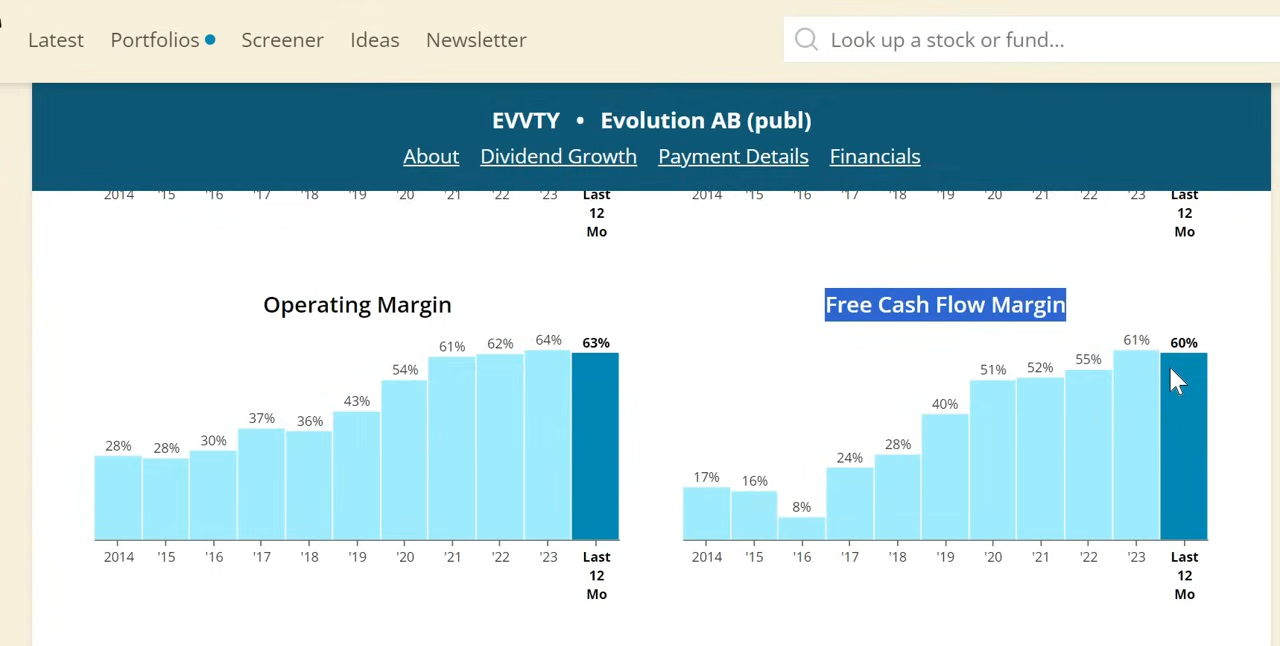 Latest Portfolios Screener Ideas Newsletter Look up a stock or fund...
EVVTY • Evolution AB (publ)
About Dividend Growth Payment Details Financials
2014 '15 '16 '17 '18 '19 '20 '21 '22 '23 Last
12
Mo
2014 '15 '16 '17 '18 '19 '20 '21 '22 '23 Last
12
Mo
Operating Margin
28% 28% 30% 37% 36% 43% 54% 61% 62% 64% 63%
2014 '15 '16 '17 '18 '19 '20 '21 '22 '23 Last
12
Mo
Free Cash Flow Margin
17% 16% 8% 24% 28% 40% 51% 52% 55% 61% 60%
2014 '15 '16 '17 '18 '19 '20 '21 '22 '23 Last
12
Mo